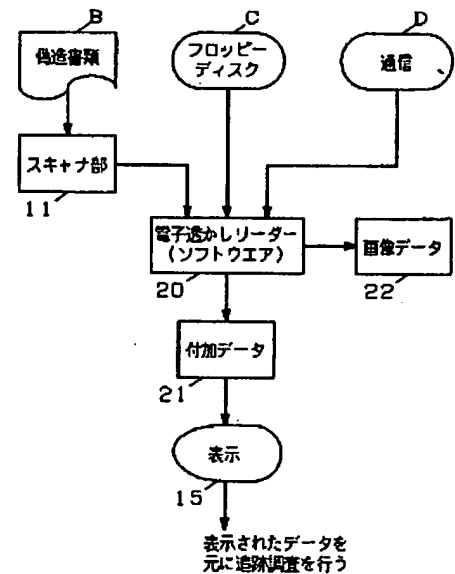 B
C
D
偽造書類
フロッピー
ディスク
通信
スキャナ部
11
電子透かしリーダー
(ソフトウエア)
20
画像データ
22
付加データ
21
表示
15
表示されたデータを
元に追跡調査を行う